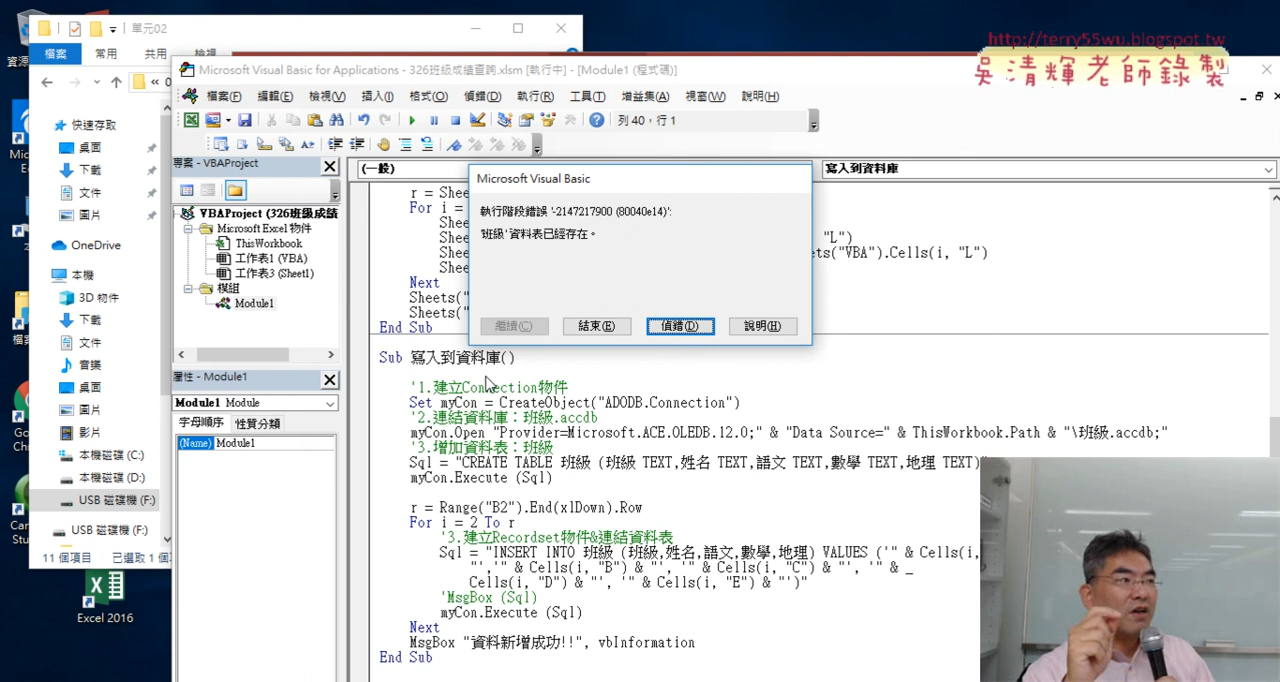 單元02
http://terry55wu.blogspot.tw
吳清輝老師錄製
檔案
常用
共用
檢視
Microsoft Visual Basic for Applications - 326班級成績查詢.xlsm [執行中] - [Module1 (程式碼)]
檔案(F) 編輯(E) 檢視(V) 插入(I) 格式(O) 偵錯(D) 執行(R) 工具(T) 增益集(A) 視窗(W) 說明(H)
列 40，行 1
快速存取
桌面
下載
文件
圖片
OneDrive
本機
3D 物件
下載
文件
音樂
桌面
圖片
影片
本機磁碟 (C:)
本機磁碟 (D:)
USB 磁碟機 (F:)
USB 磁碟機 (F:)
11 個項目
已選取 1
Excel 2016
專案 - VBAProject
VBAProject (326班級成績
Microsoft Excel 物件
ThisWorkbook
工作表1 (VBA)
工作表3 (Sheet1)
模組
Module1
屬性 - Module1
Module1 Module
字母順序 性質分類
(Name) Module1
(一般)
寫入到資料庫
Microsoft Visual Basic
執行階段錯誤 '-2147217900 (80040e14)':
'班級' 資料表已經存在。
繼續(C) 結束(E) 偵錯(D) 說明(H)
r = Shee
For i =
Shee
Shee "L")
Shee ets("VBA").Cells(i, "L")
Shee
Next
Sheets("
Sheets("
End Sub
Sub 寫入到資料庫()
'1.建立Connection物件
Set myCon = CreateObject("ADODB.Connection")
'2.連結資料庫：班級.accdb
myCon.Open "Provider=Microsoft.ACE.OLEDB.12.0;" & "Data Source=" & ThisWorkbook.Path & "\班級.accdb;"
'3.增加資料表：班級
Sql = "CREATE TABLE 班級 (班級 TEXT,姓名 TEXT,語文 TEXT,數學 TEXT,地理 TEXT)"
myCon.Execute (Sql)
r = Range("B2").End(xlDown).Row
For i = 2 To r
'3.建立Recordset物件&連結資料表
Sql = "INSERT INTO 班級 (班級,姓名,語文,數學,地理) VALUES ('" & Cells(i,
"','" & Cells(i, "B") & "', '" & Cells(i, "C") & "', '" & _
Cells(i, "D") & "', '" & Cells(i, "E") & "')"
'MsgBox (Sql)
myCon.Execute (Sql)
Next
MsgBox "資料新增成功!!", vbInformation
End Sub